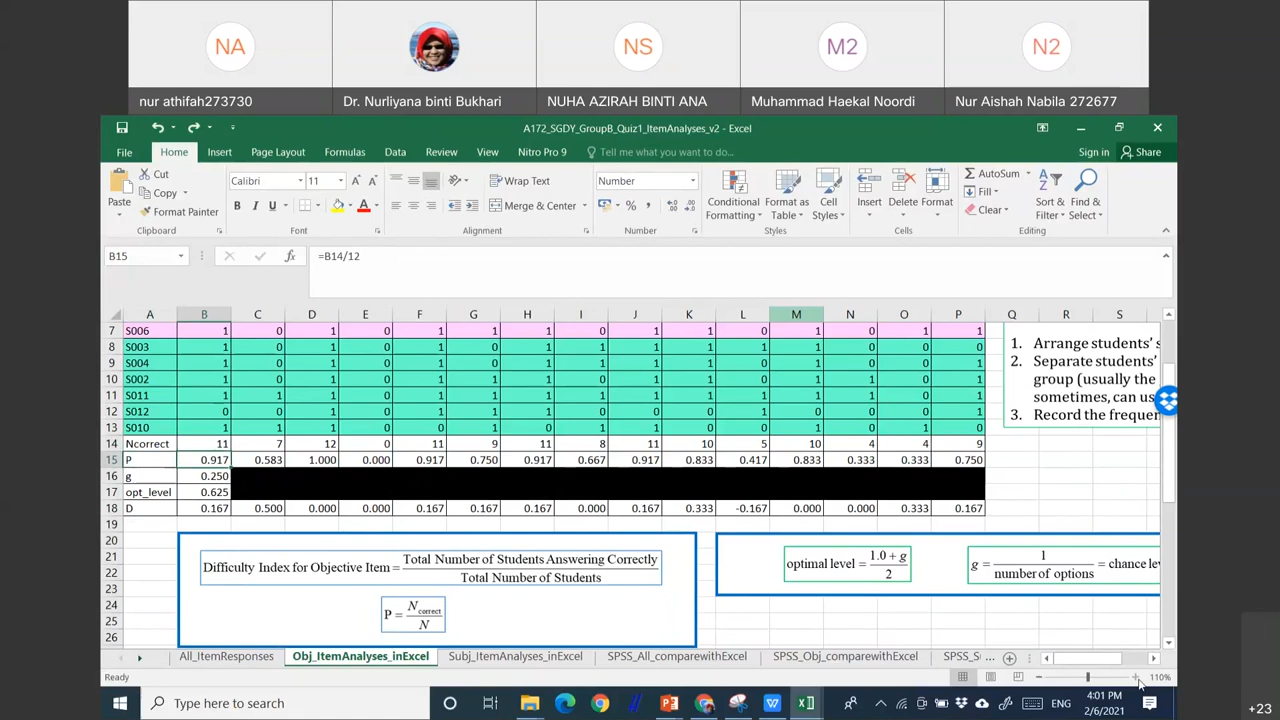 NA NS M2 N2
nur athifah273730 Dr. Nurliyana binti Bukhari NUHA AZIRAH BINTI ANA Muhammad Haekal Noordi Nur Aishah Nabila 272677
A172_SGDY_GroupB_Quiz1_ItemAnalyses_v2 - Excel
File Home Insert Page Layout Formulas Data Review View Nitro Pro 9 Tell me what you want to do... Sign in Share
Paste Cut Copy Format Painter
Calibri 11 B I U A
Wrap Text Merge & Center
Number %
Conditional Formatting Format as Table Cell Styles
Insert Delete Format
AutoSum Fill Clear Sort & Filter Find & Select
Clipboard Font Alignment Number Styles Cells Editing
B15 fx =B14/12
A B C D E F G H I J K L M N O P Q R S
7 S006 1 0 1 0 1 1 1 0 1 1 0 1 0 1 1
8 S003 1 0 1 0 1 1 1 1 1 1 0 1 0 0 0
9 S004 1 0 1 0 1 1 1 1 1 1 0 1 0 0 1
10 S002 1 0 1 0 1 0 1 1 1 1 0 1 1 0 1
11 S011 1 0 1 0 1 1 1 1 1 1 1 1 1 0 1
12 S012 0 0 1 0 1 1 1 0 0 0 1 0 0 0 1
13 S010 1 1 1 0 0 0 0 1 1 0 1 1 0 1 0
14 Ncorrect 11 7 12 0 11 9 11 8 11 10 5 10 4 4 9
15 P 0.917 0.583 1.000 0.000 0.917 0.750 0.917 0.667 0.917 0.833 0.417 0.833 0.333 0.333 0.750
16 g 0.250
17 opt_level 0.625
18 D 0.167 0.500 0.000 0.000 0.167 0.167 0.167 0.000 0.167 0.333 -0.167 0.000 0.000 0.333 0.167
1. Arrange students' s
2. Separate students'
group (usually the
sometimes, can us
3. Record the frequen
19
20
21
22
23
24
25
26
Difficulty Index for Objective Item = Total Number of Students Answering Correctly / Total Number of Students
P = N correct / N
optimal level = 1.0 + g / 2
g = 1 / number of options = chance lev
All_ItemResponses Obj_ItemAnalyses_inExcel Subj_ItemAnalyses_inExcel SPSS_All_comparewithExcel SPSS_Obj_comparewithExcel SPSS_S ...
Ready 110%
Type here to search ENG 4:01 PM
2/6/2021
+23